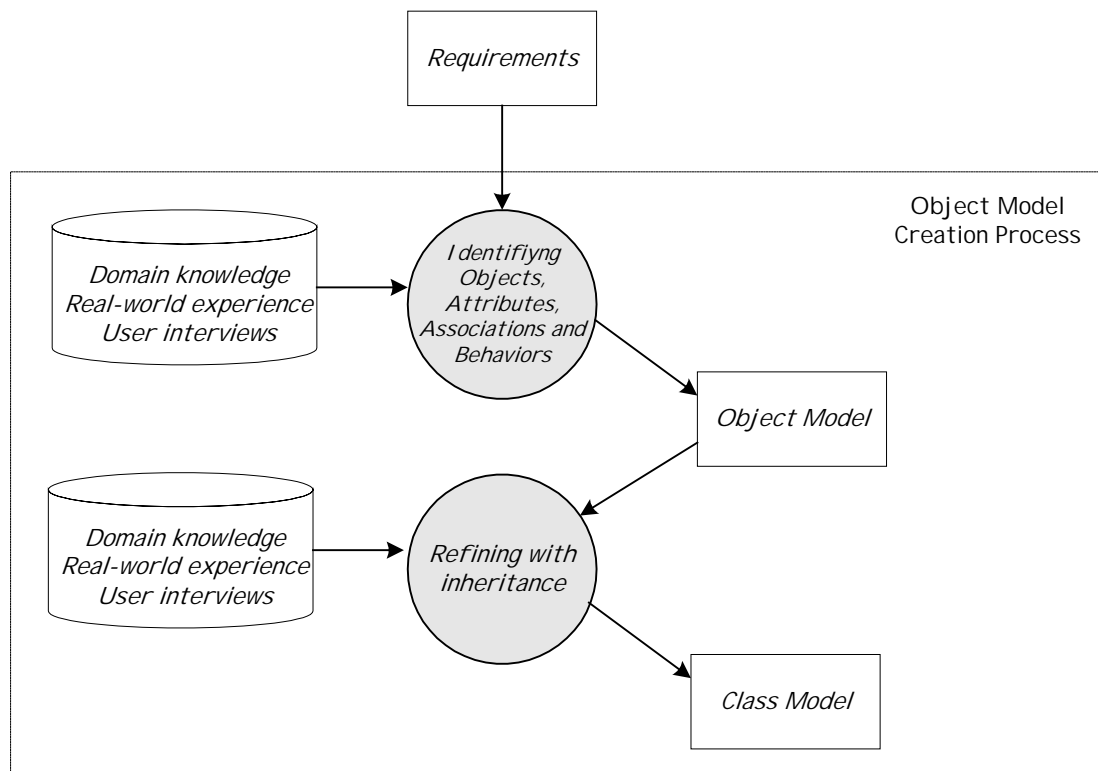 Requirements
Object Model
Creation Process
Domain knowledge
Real-world experience
User interviews
Identifiyng
Objects,
Attributes,
Associations and
Behaviors
Object Model
Domain knowledge
Real-world experience
User interviews
Refining with
inheritance
Class Model